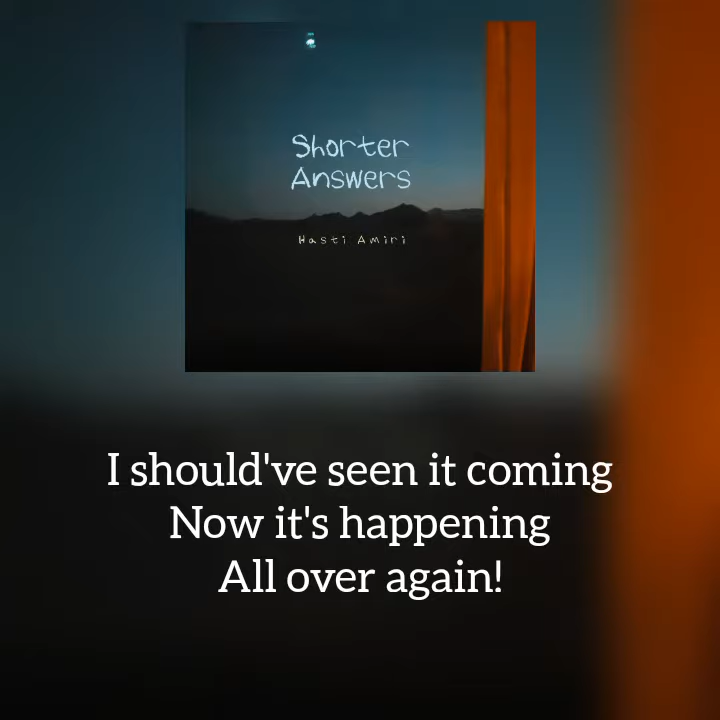 Shorter
Answers
Hasti Amiri
I should've seen it coming
Now it's happening
All over again!